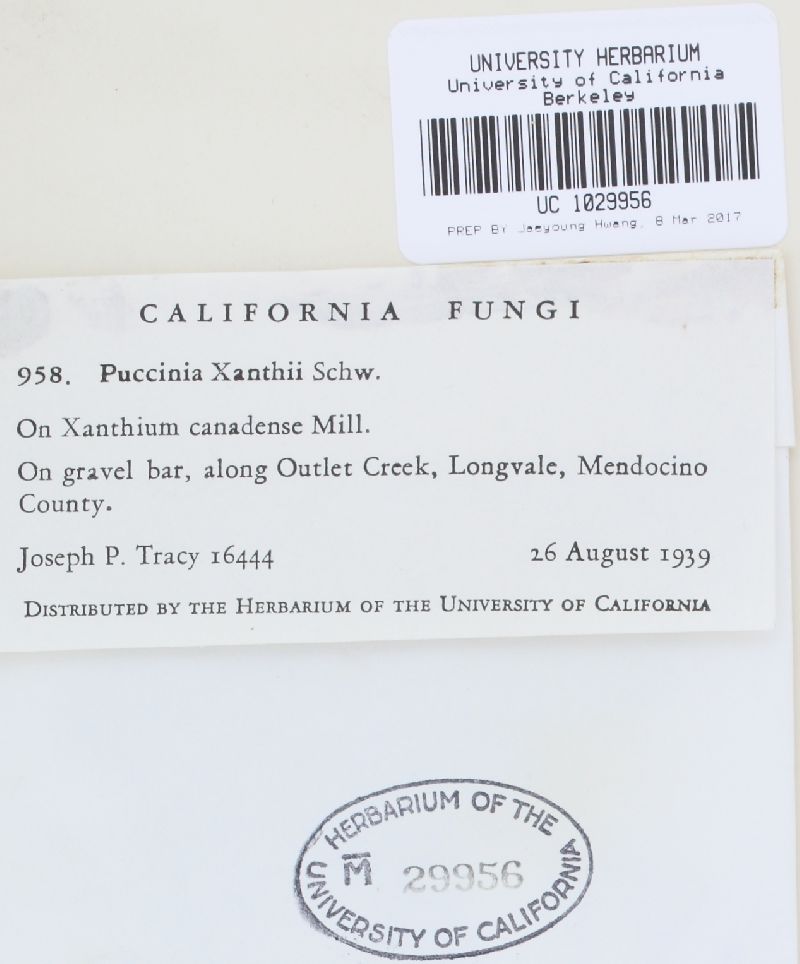 UNIVERSITY HERBARIUM
University of California
Berkeley
UC 1029956
PREP BY Jaeyoung Hwang, 8 Mar 2017
CALIFORNIA FUNGI
958. Puccinia Xanthii Schw.
On Xanthium canadense Mill.
On gravel bar, along Outlet Creek, Longvale, Mendocino
County.
Joseph P. Tracy 16444 26 August 1939
DISTRIBUTED BY THE HERBARIUM OF THE UNIVERSITY OF CALIFORNIA
HERBARIUM OF THE
M̅ 29956
UNIVERSITY OF CALIFORNIA